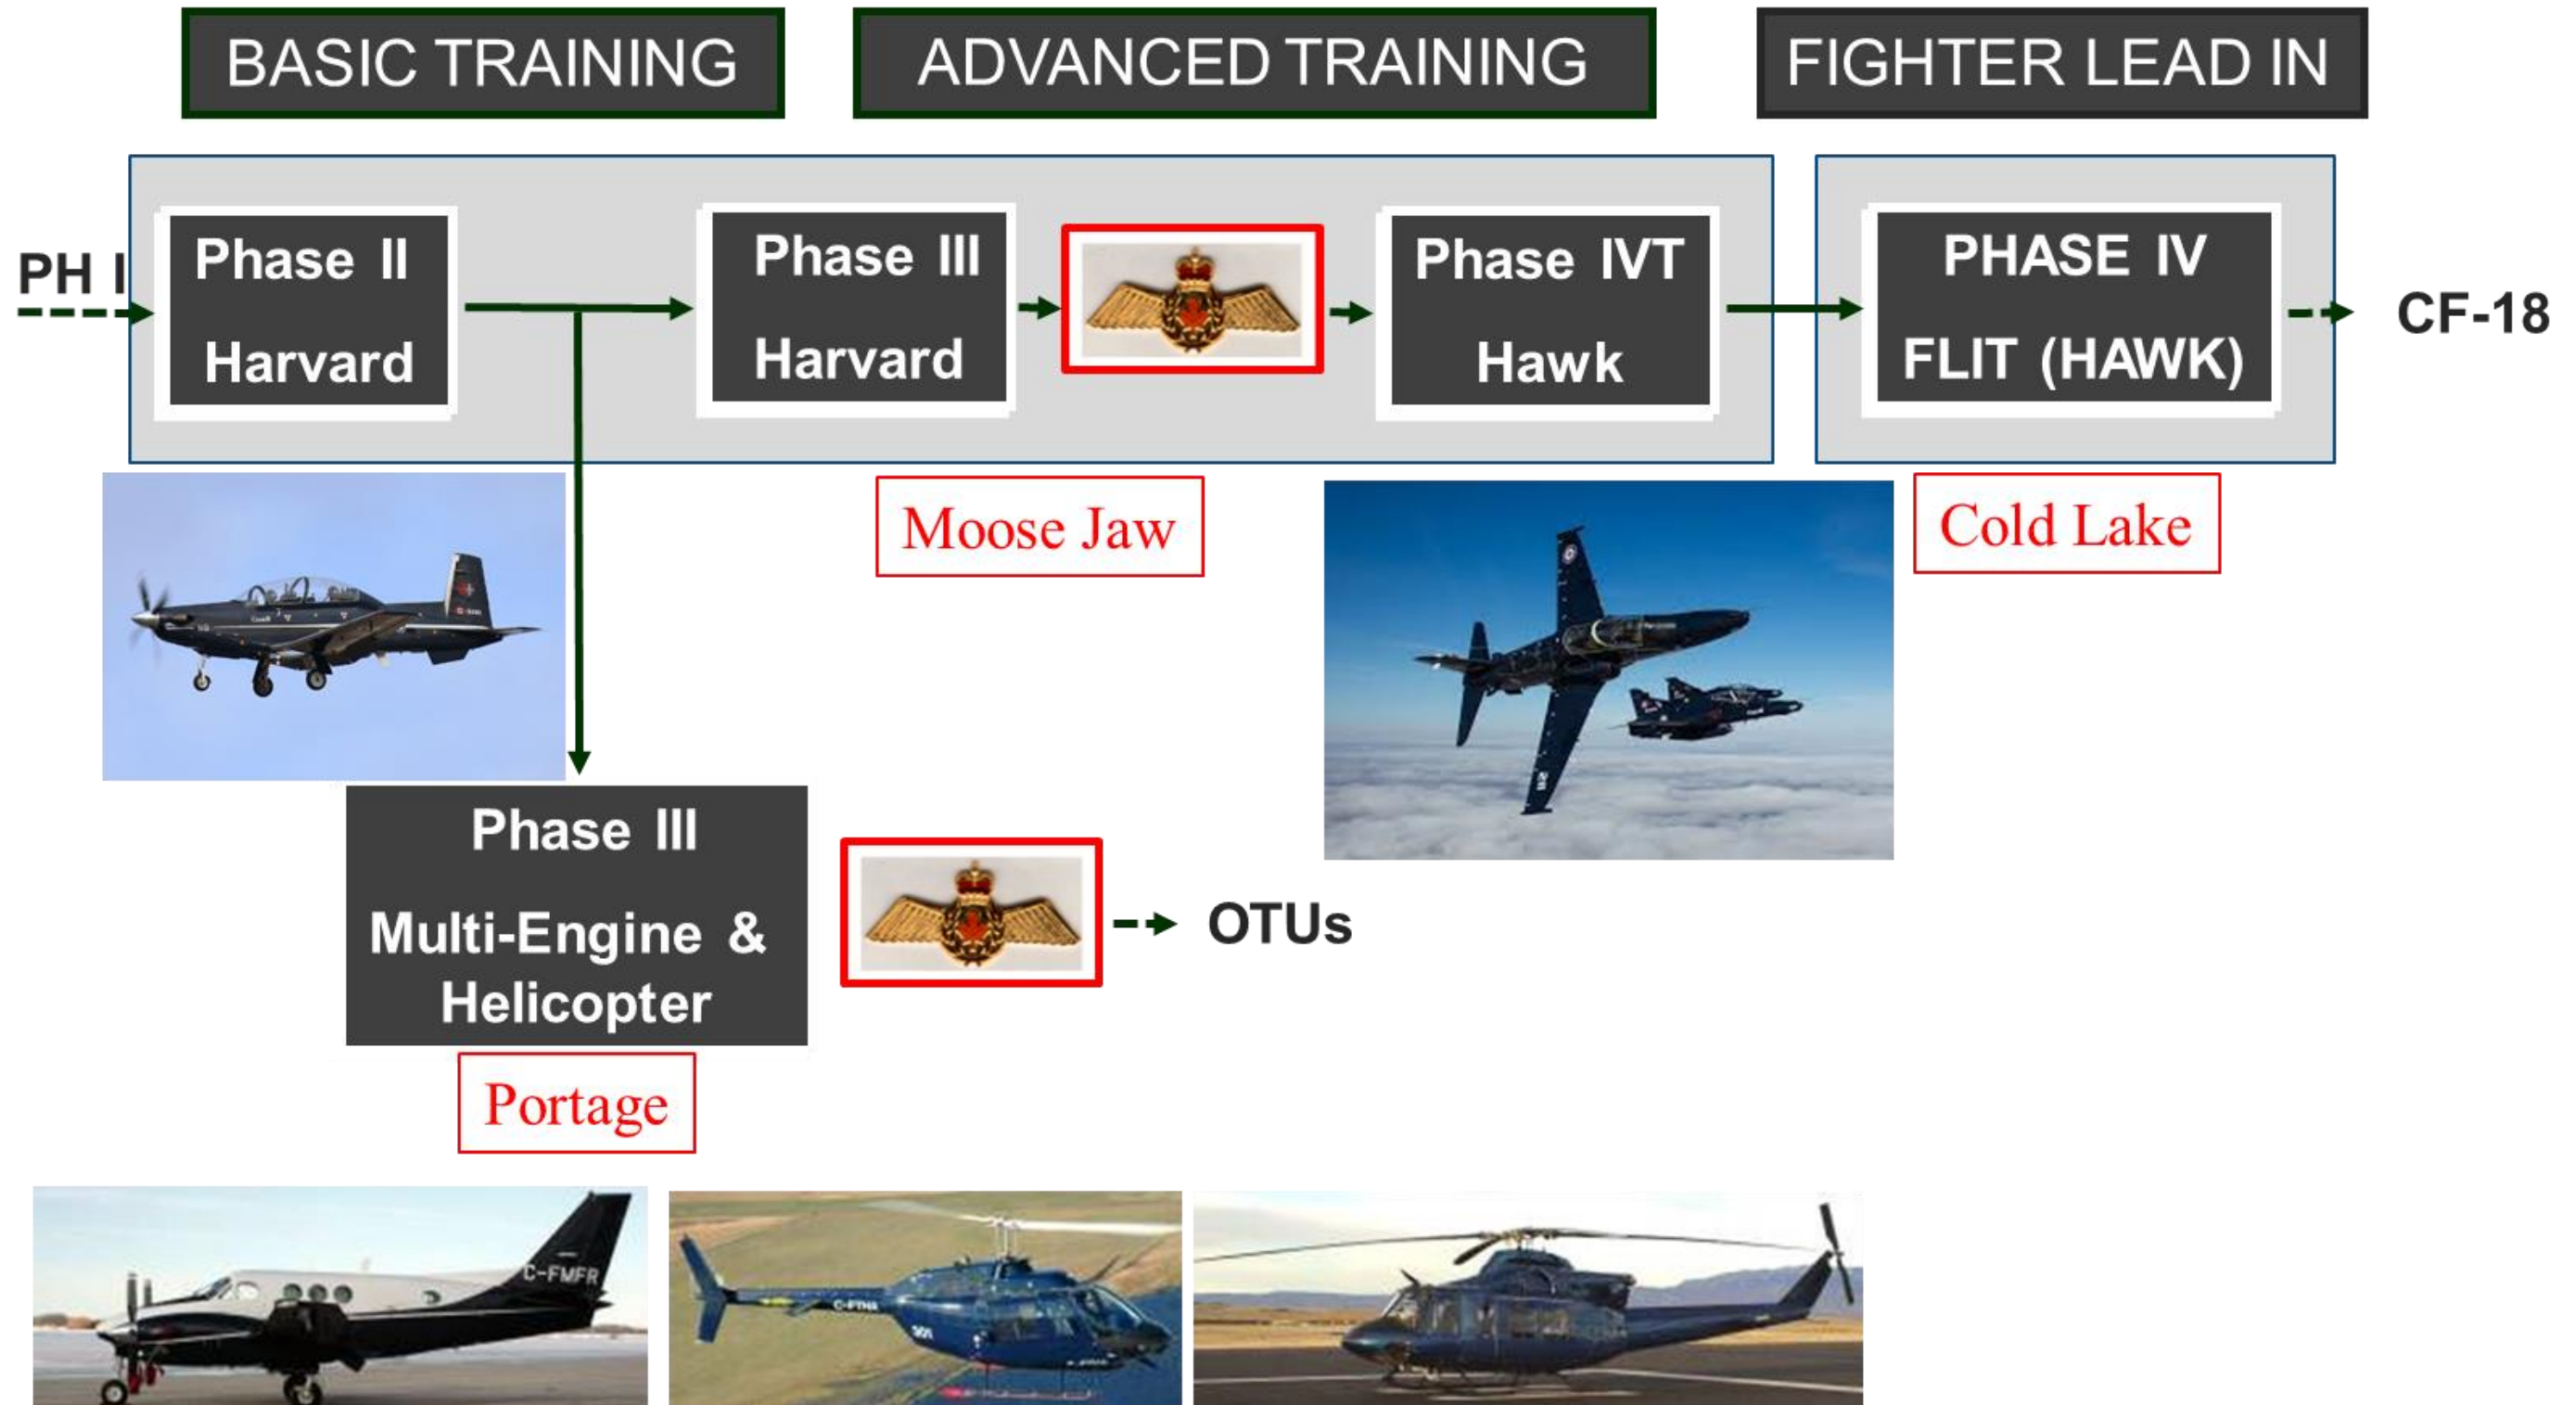 BASIC TRAINING
ADVANCED TRAINING
FIGHTER LEAD IN
PH I
Phase II
Harvard
Phase III
Harvard
Phase IVT
Hawk
PHASE IV
FLIT (HAWK)
CF-18
Moose Jaw
Cold Lake
Phase III
Multi-Engine &
Helicopter
OTUs
Portage
C-FMFR
301